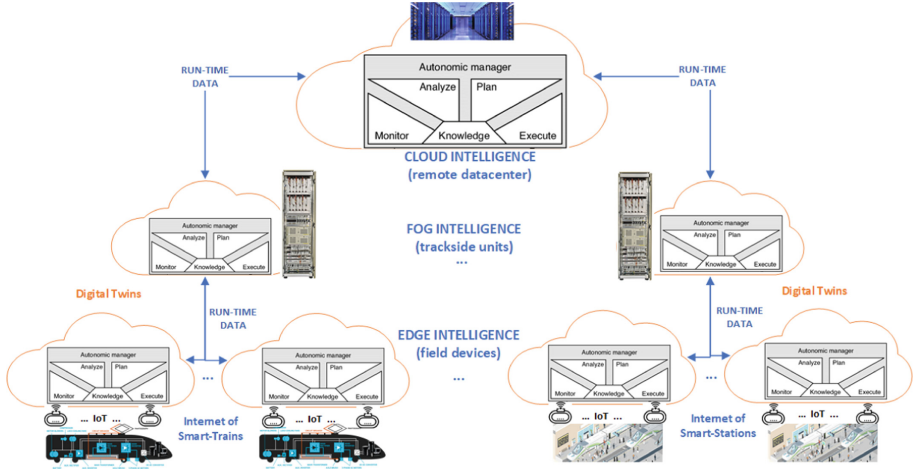 RUN-TIME
DATA
Autonomic manager
Analyze Plan
Monitor Knowledge Execute
RUN-TIME
DATA
CLOUD INTELLIGENCE
(remote datacenter)
Autonomic manager
Analyze Plan
Monitor Knowledge Execute
FOG INTELLIGENCE
(trackside units)
...
Autonomic manager
Analyze Plan
Monitor Knowledge Execute
Digital Twins
Digital Twins
RUN-TIME
DATA
EDGE INTELLIGENCE
(field devices)
...
RUN-TIME
DATA
Autonomic manager
Analyze Plan
Monitor Knowledge Execute
...
Autonomic manager
Analyze Plan
Monitor Knowledge Execute
Autonomic manager
Analyze Plan
Monitor Knowledge Execute
...
Autonomic manager
Analyze Plan
Monitor Knowledge Execute
... IoT ...
Internet of
Smart-Trains
... IoT ...
... IoT ...
Internet of
Smart-Stations
... IoT ...